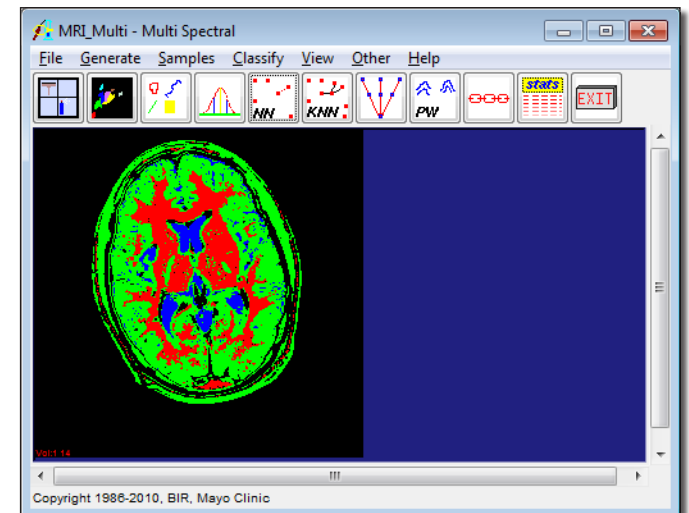 MRI_Multi - Multi Spectral
File Generate Samples Classify View Other Help
NN KNN PW stats EXIT
Vol:1 14
Copyright 1986-2010, BIR, Mayo Clinic